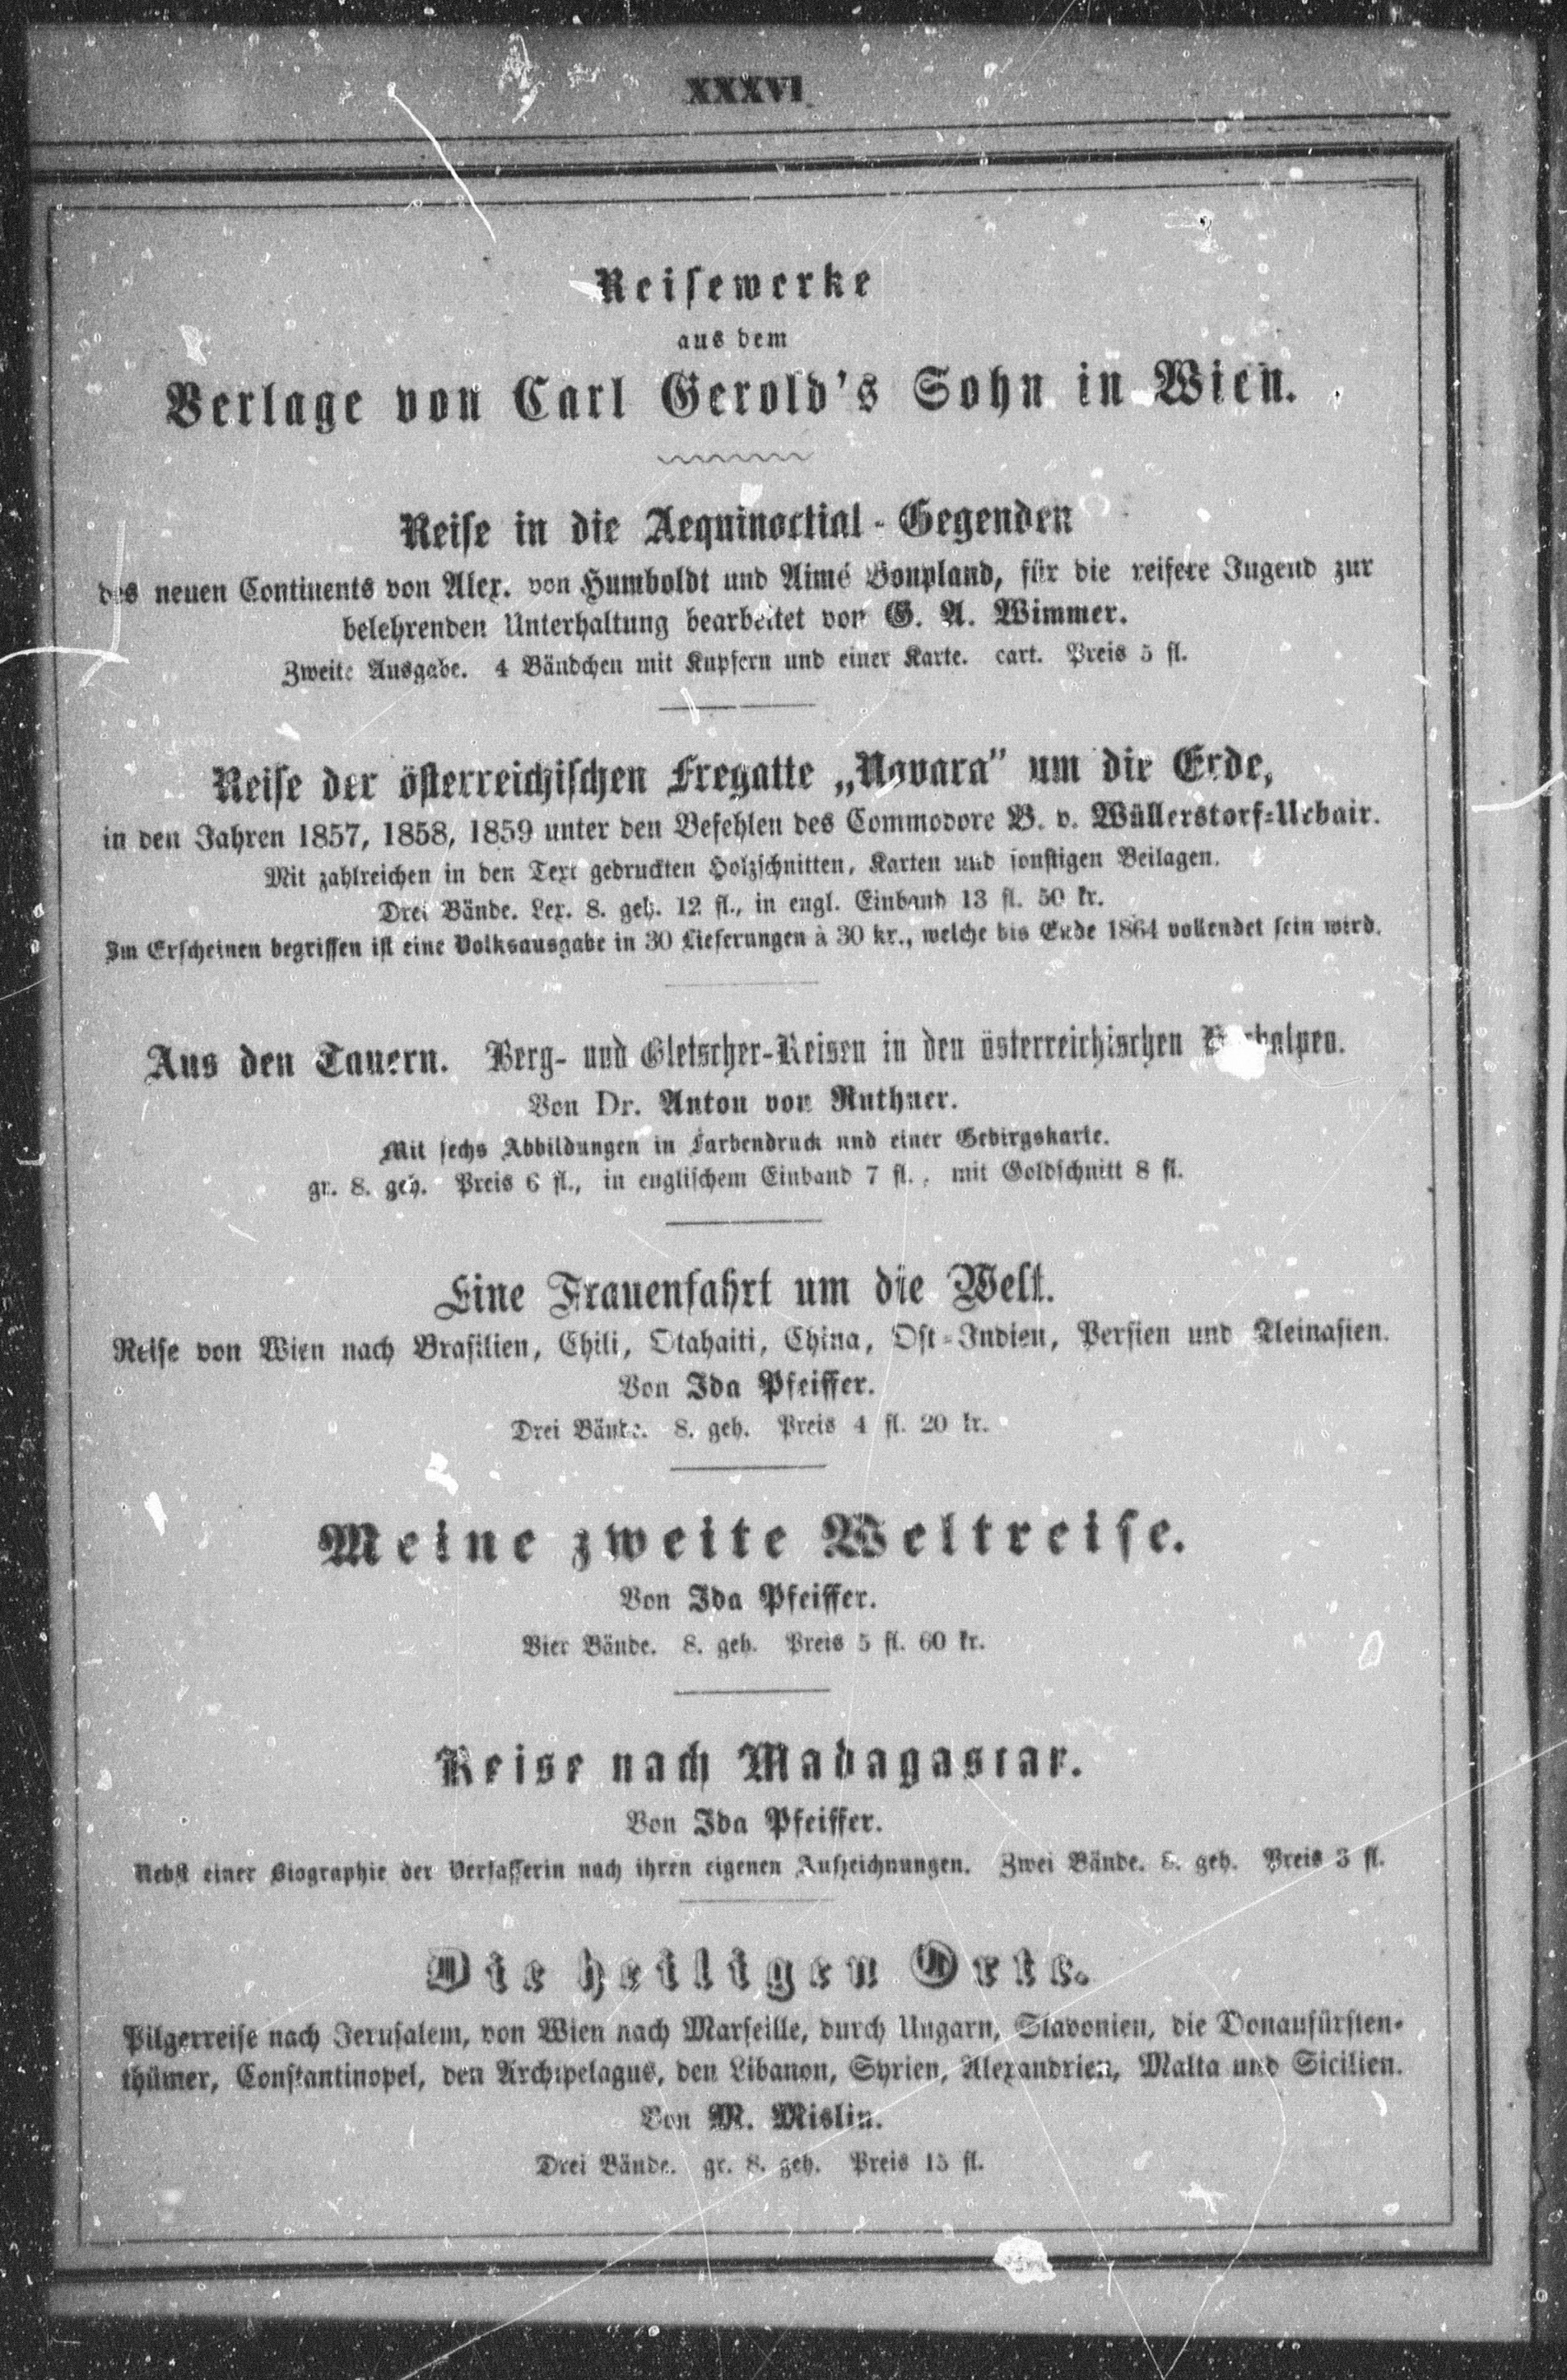 XXXVI
Reisewerke
aus dem
Verlage von Carl Gerold's Sohn in Wien.
Reise in die Aequinoctial-Gegenden
des neuen Continents von Alex. von Humboldt und Aimé Bonpland, für die reifere Jugend zur
belehrenden Unterhaltung bearbeitet von G. A. Wimmer.
Zweite Ausgabe. 4 Bändchen mit Kupfern und einer Karte. cart. Preis 5 fl.
Reise der österreichischen Fregatte „Novara" um die Erde,
in den Jahren 1857, 1858, 1859 unter den Befehlen des Commodore B. v. Wüllerstorf-Urbair.
Mit zahlreichen in den Text gedruckten Holzschnitten, Karten und sonstigen Beilagen.
Drei Bände. Lex. 8. geh. 12 fl., in engl. Einband 13 fl. 50 kr.
Im Erscheinen begriffen ist eine Volksausgabe in 30 Lieferungen à 30 kr., welche bis Ende 1864 vollendet sein wird.
Aus den Tauern. Berg- und Gletscher-Reisen in den österreichischen Hochalpen.
Von Dr. Anton von Ruthner.
Mit sechs Abbildungen in Farbendruck und einer Gebirgskarte.
gr. 8. geh. Preis 6 fl., in englischem Einband 7 fl., mit Goldschnitt 8 fl.
Eine Frauenfahrt um die Welt.
Reise von Wien nach Brasilien, Chili, Otahaiti, China, Ost-Indien, Persien und Kleinasien.
Von Ida Pfeiffer.
Drei Bände. 8. geh. Preis 4 fl. 20 kr.
Meine zweite Weltreise.
Von Ida Pfeiffer.
Vier Bände. 8. geh. Preis 5 fl. 60 kr.
Reise nach Madagascar.
Von Ida Pfeiffer.
Nebst einer Biographie der Verfasserin nach ihren eigenen Aufzeichnungen. Zwei Bände. 8. geh. Preis 3 fl.
Die heiligen Orte.
Pilgerreise nach Jerusalem, von Wien nach Marseille, durch Ungarn, Slavonien, die Donaufürsten-
thümer, Constantinopel, den Archipelagus, den Libanon, Syrien, Alexandrien, Malta und Sicilien.
Von M. Mislin.
Drei Bände. gr. 8. geh. Preis 15 fl.